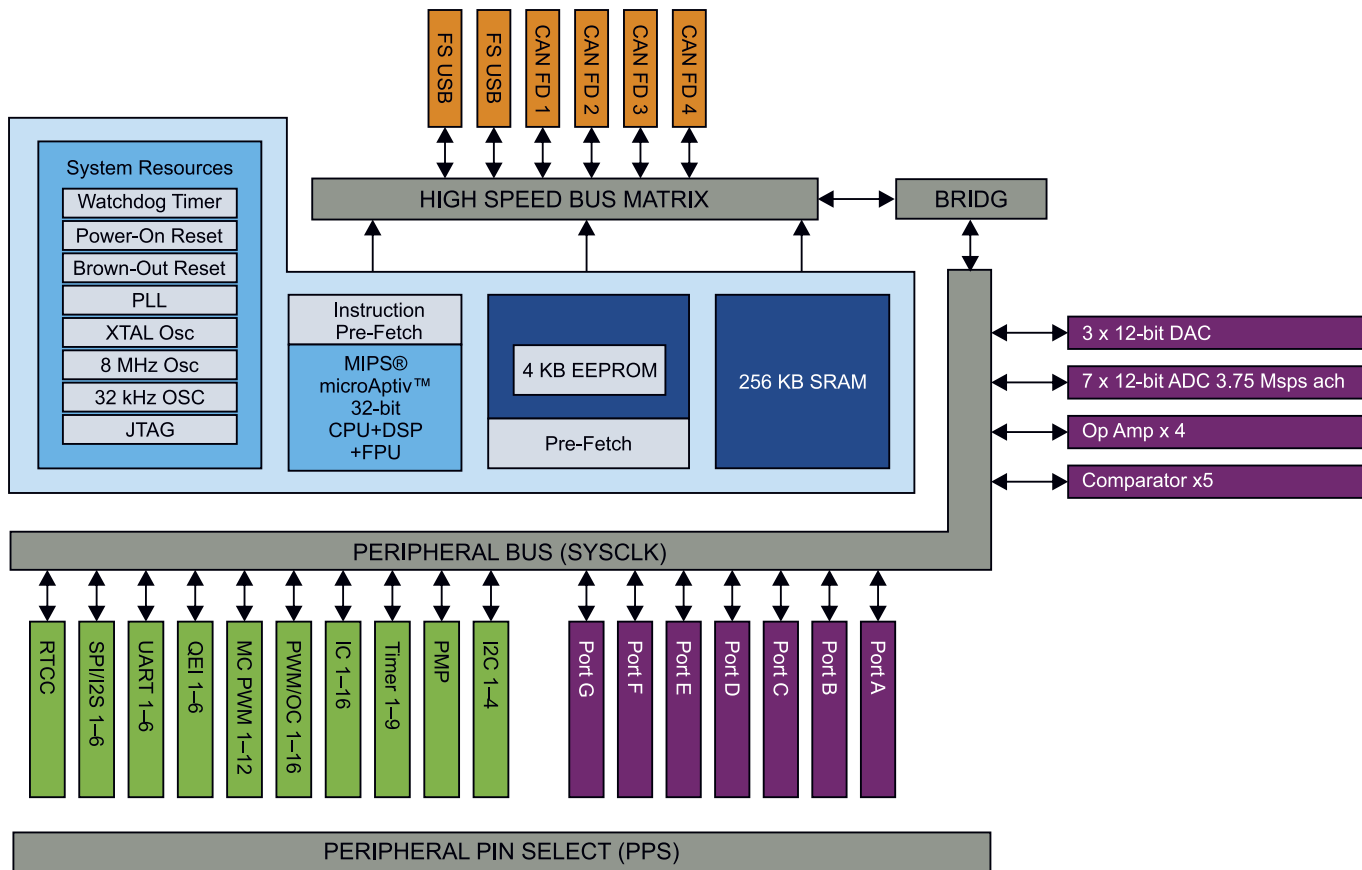 FS USB
FS USB
CAN FD 1
CAN FD 2
CAN FD 3
CAN FD 4
HIGH SPEED BUS MATRIX
BRIDG
System Resources
Watchdog Timer
Power-On Reset
Brown-Out Reset
PLL
XTAL Osc
8 MHz Osc
32 kHz OSC
JTAG
Instruction
Pre-Fetch
MIPS®
microAptiv™
32-bit
CPU+DSP
+FPU
4 KB EEPROM
Pre-Fetch
256 KB SRAM
3 x 12-bit DAC
7 x 12-bit ADC 3.75 Msps ach
Op Amp x 4
Comparator x5
PERIPHERAL BUS (SYSCLK)
RTCC
SPI/I2S 1–6
UART 1–6
QEI 1–6
MC PWM 1–12
PWM/OC 1–16
IC 1–16
Timer 1–9
PMP
I2C 1–4
Port G
Port F
Port E
Port D
Port C
Port B
Port A
PERIPHERAL PIN SELECT (PPS)